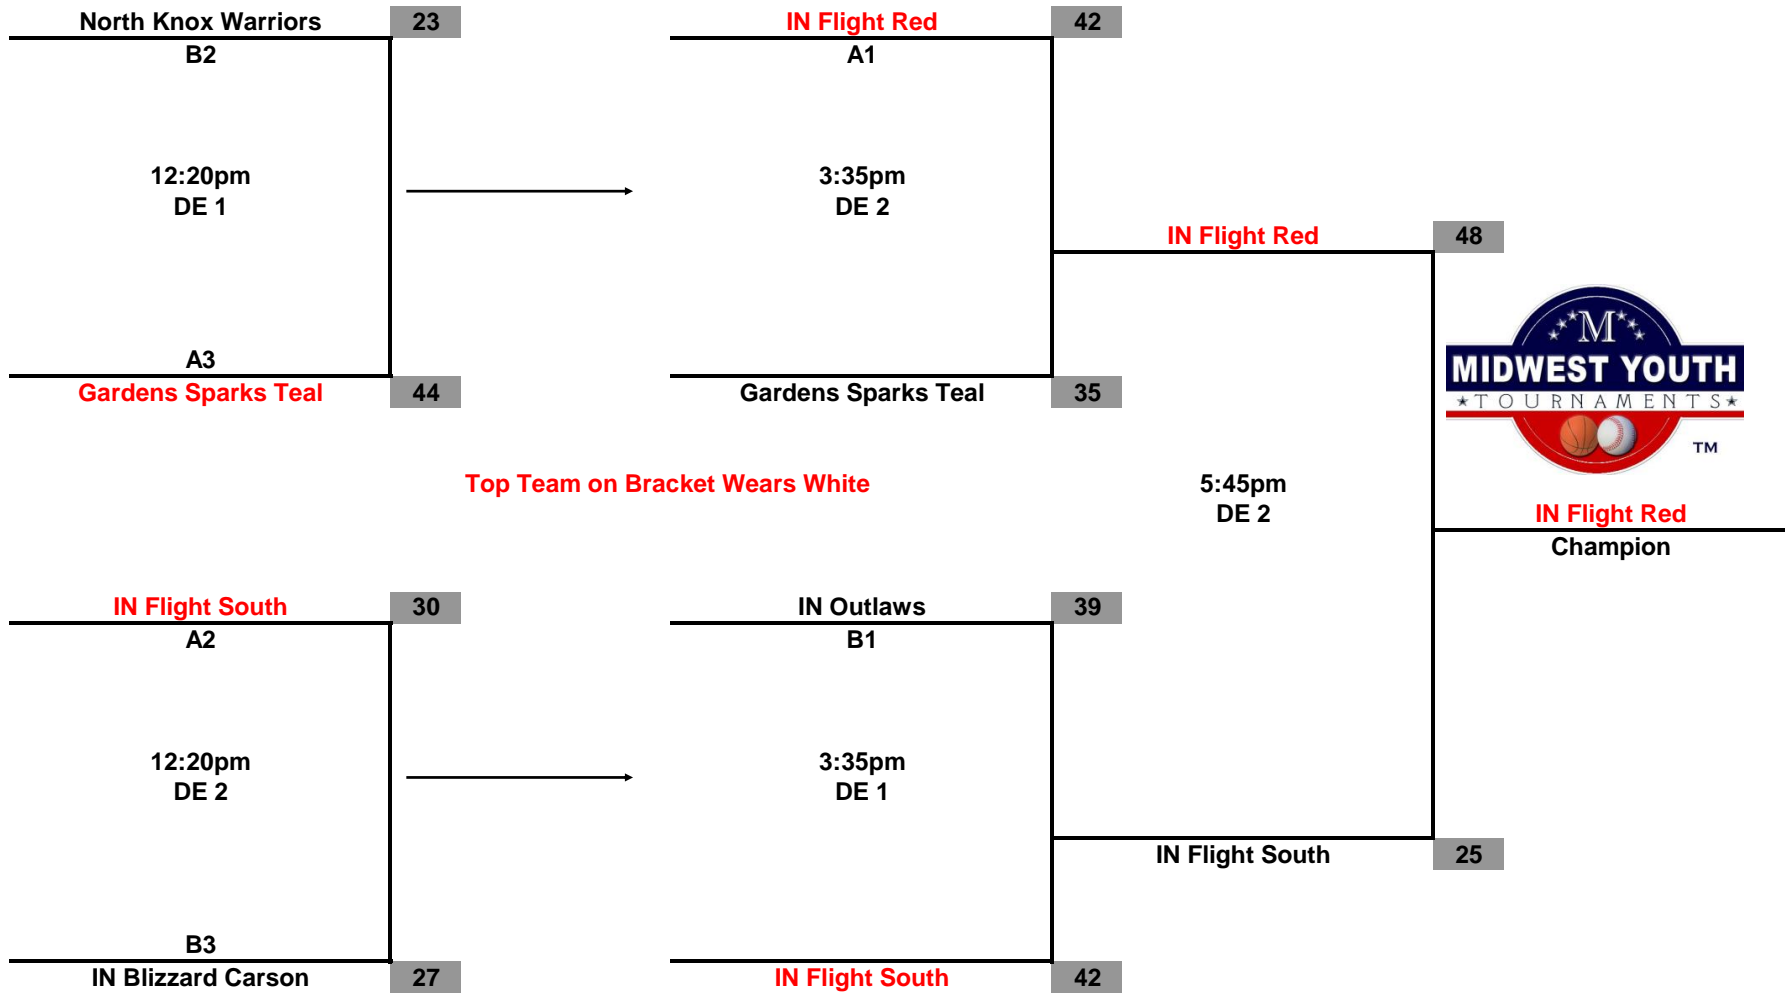 North Knox Warriors 23
B2
12:20pm
DE 1
A3
Gardens Sparks Teal 44
IN Flight Red 42
A1
3:35pm
DE 2
Gardens Sparks Teal 35
IN Flight Red 48
M
MIDWEST YOUTH
TOURNAMENTS
TM
Top Team on Bracket Wears White
5:45pm
DE 2
IN Flight Red
Champion
IN Flight South 30
A2
12:20pm
DE 2
B3
IN Blizzard Carson 27
IN Outlaws 39
B1
3:35pm
DE 1
IN Flight South 42
IN Flight South 25